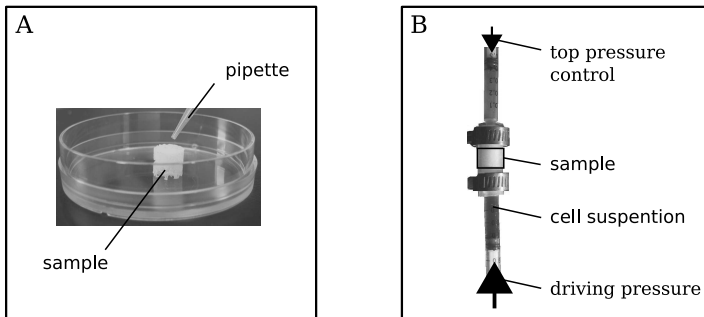 A
pipette
sample
B
top pressure
control
sample
cell suspention
driving pressure